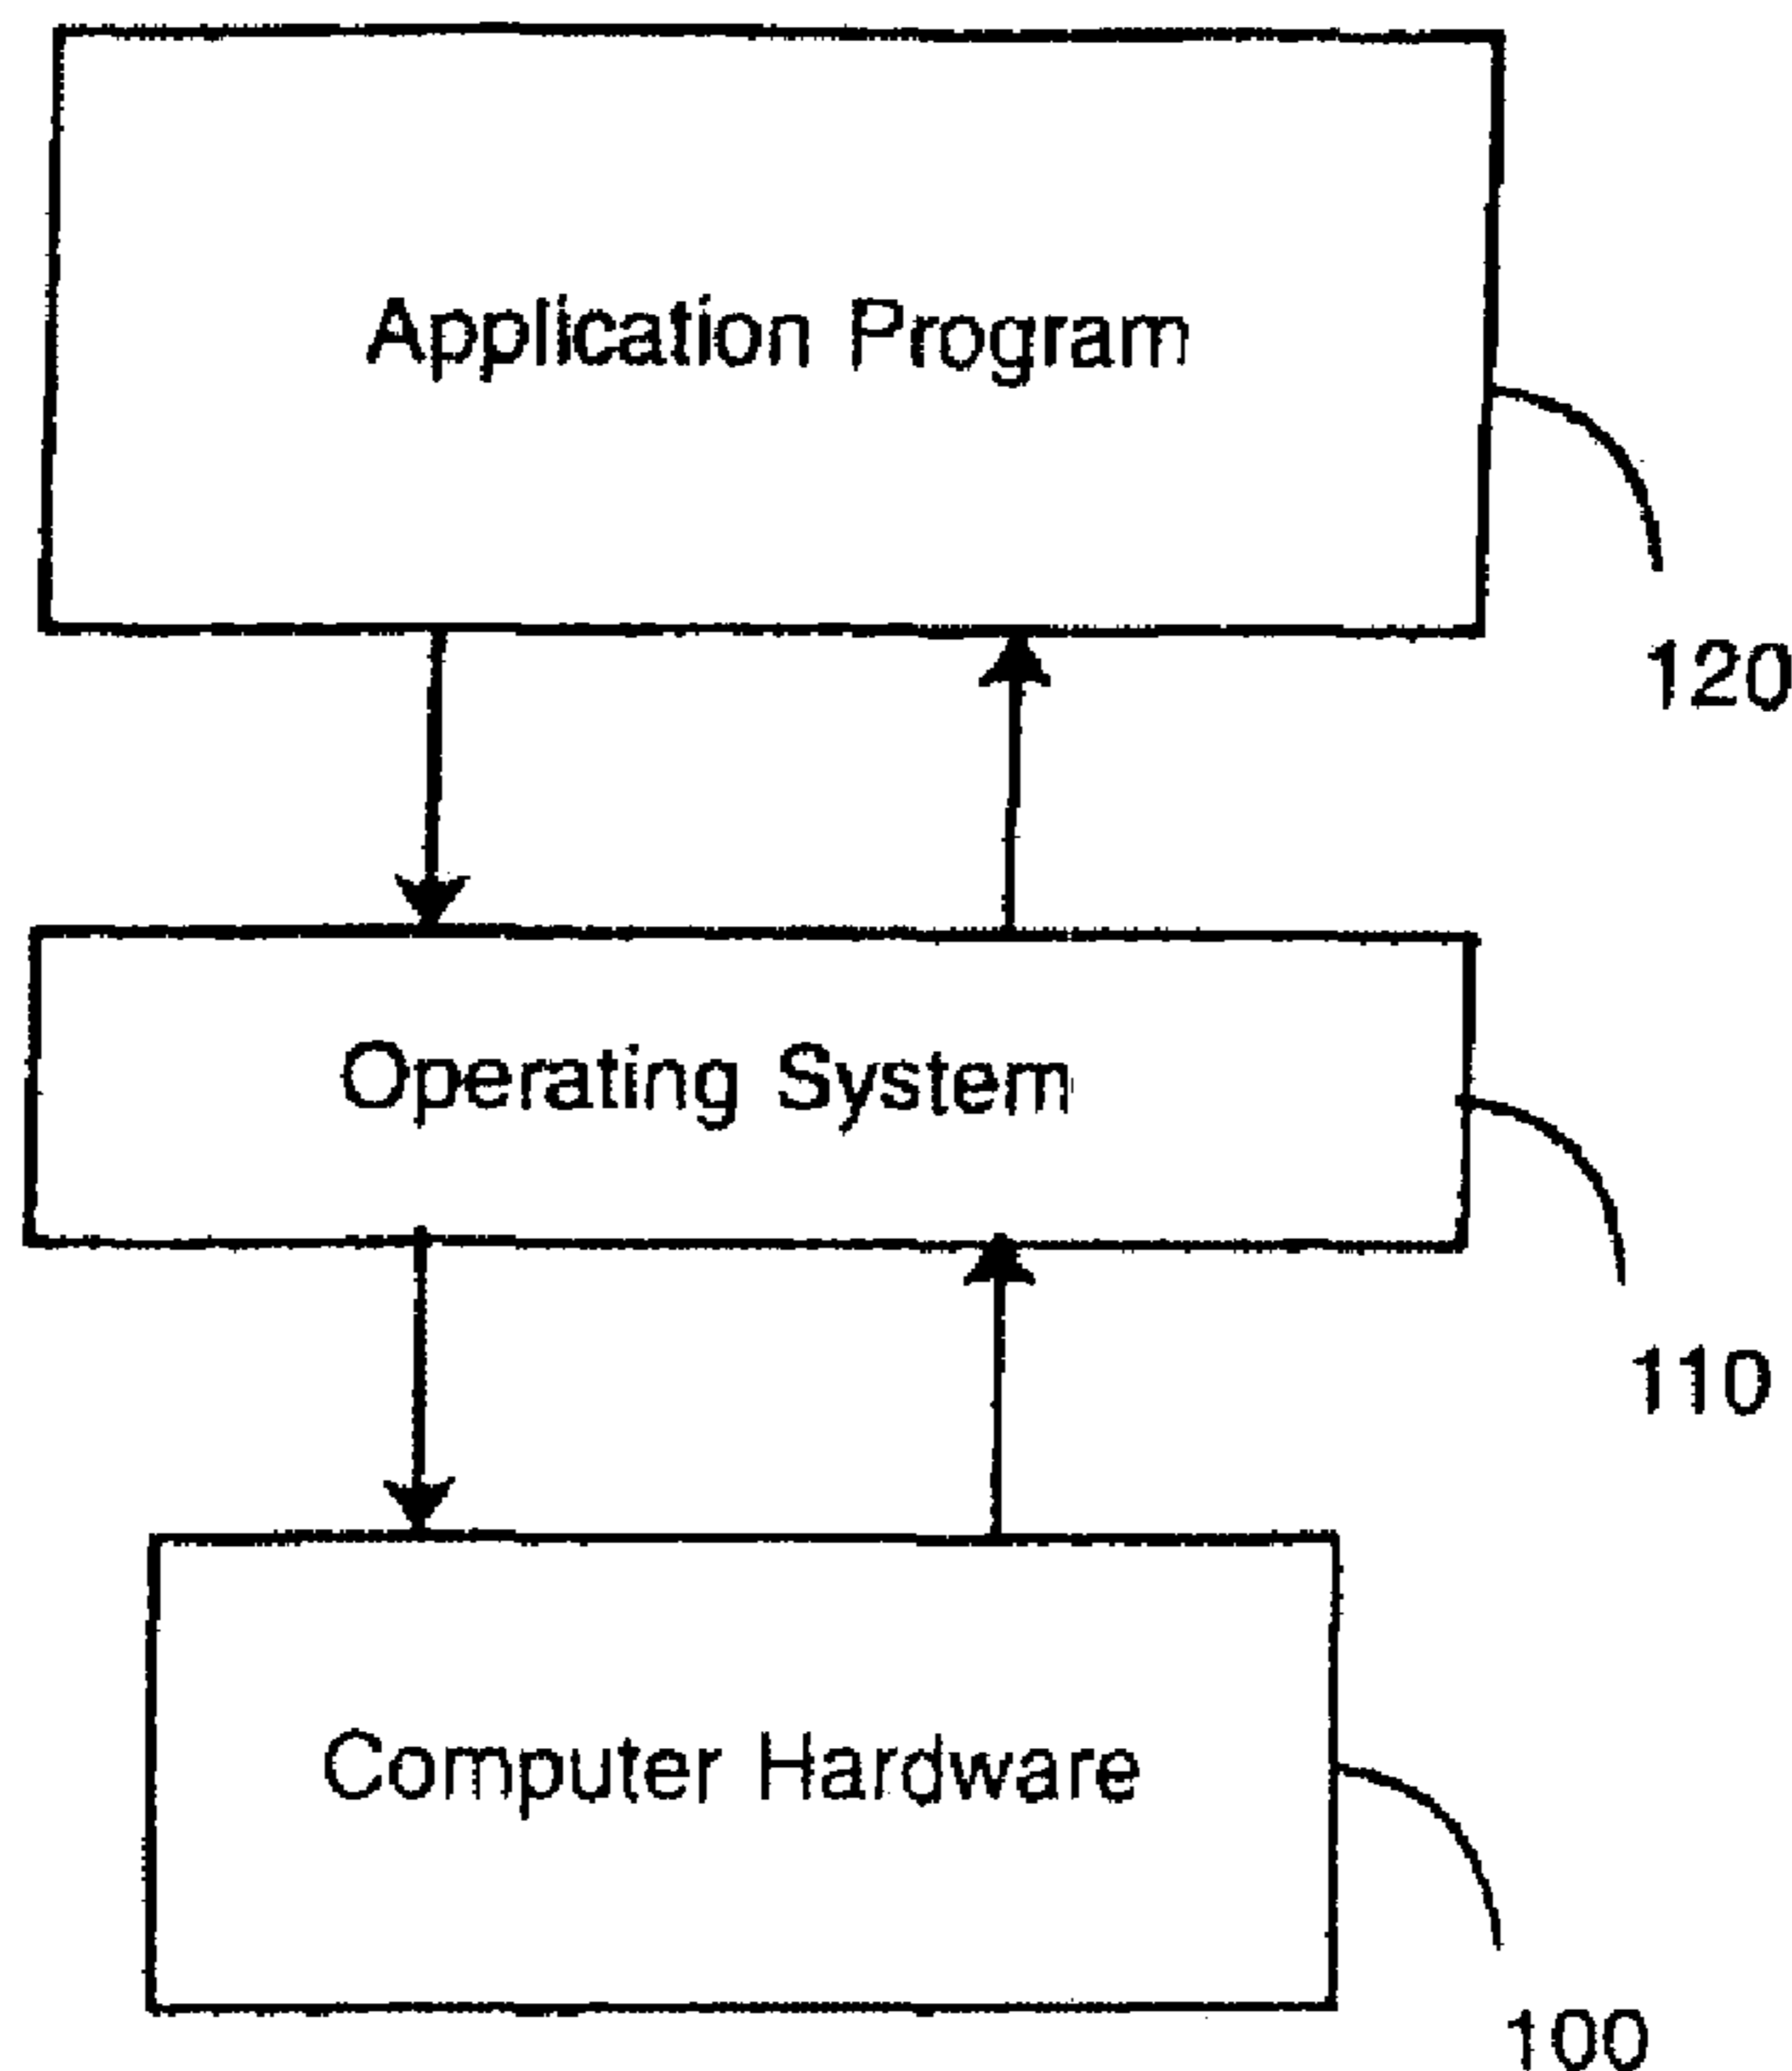 Application Program
120
Operating System
110
Computer Hardware
100